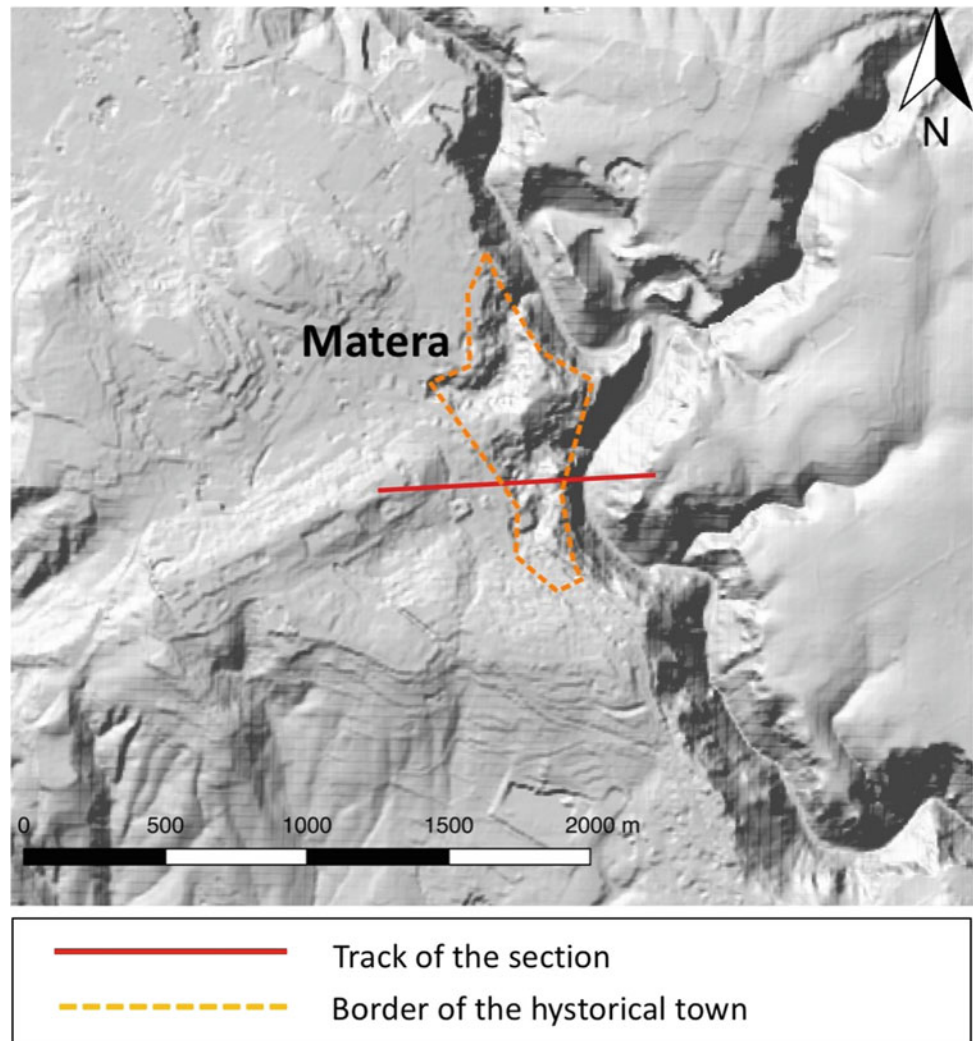 N
Matera
0 500 1000 1500 2000 m
Track of the section
Border of the hystorical town